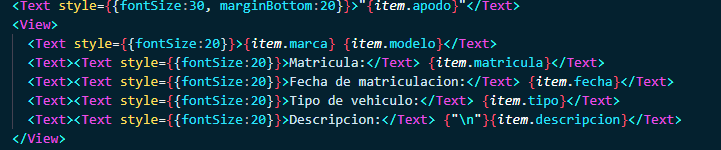 <Text style={{fontSize:30, marginBottom:20}}>"{item.apodo}"</Text>
<View>
<Text style={{fontSize:20}}>{item.marca} {item.modelo}</Text>
<Text><Text style={{fontSize:20}}>Matricula:</Text> {item.matricula}</Text>
<Text><Text style={{fontSize:20}}>Fecha de matriculacion:</Text> {item.fecha}</Text>
<Text><Text style={{fontSize:20}}>Tipo de vehiculo:</Text> {item.tipo}</Text>
<Text><Text style={{fontSize:20}}>Descripcion:</Text> {"\n"}{item.descripcion}</Text>
</View>